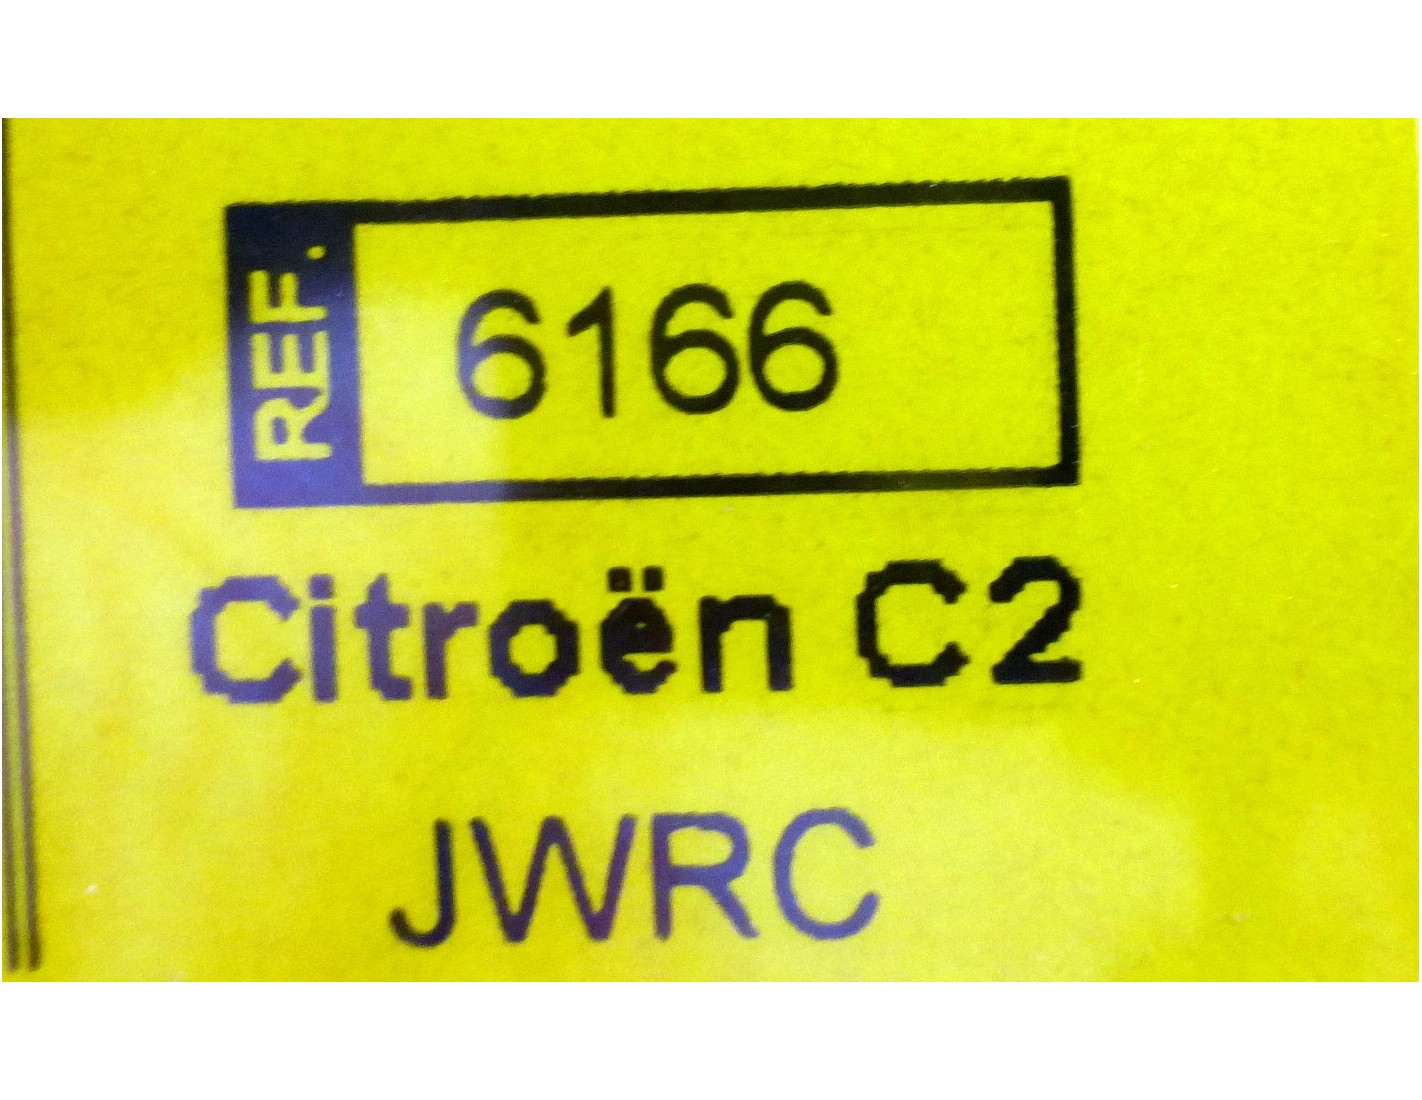 REF. 6166
Citroën C2
JWRC